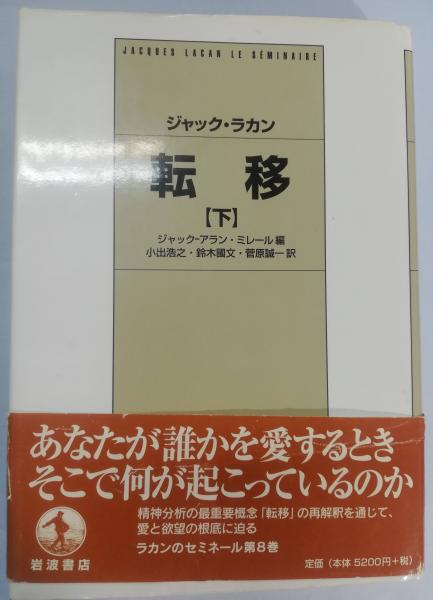 JACQUES LACAN LE SÉMINAIRE
ジャック・ラカン
転移
【下】
ジャック-アラン・ミレール 編
小出浩之・鈴木國文・菅原誠一 訳
あなたが誰かを愛するとき
そこで何が起こっているのか
精神分析の最重要概念「転移」の再解釈を通じて、
愛と欲望の根底に迫る
ラカンのセミネール第8巻
岩波書店
定価(本体 5200円+税)